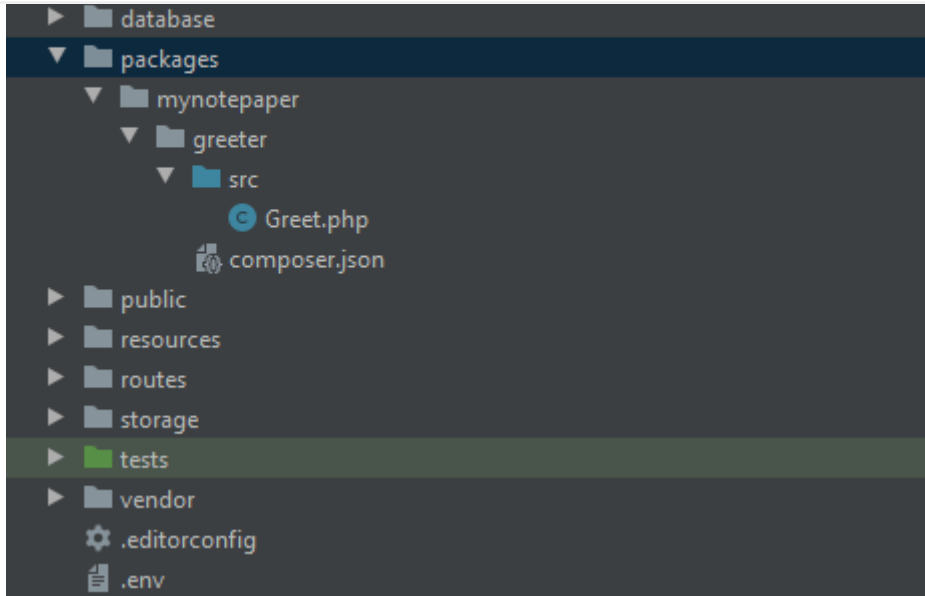 database
packages
mynotepaper
greeter
src
Greet.php
composer.json
public
resources
routes
storage
tests
vendor
.editorconfig
.env